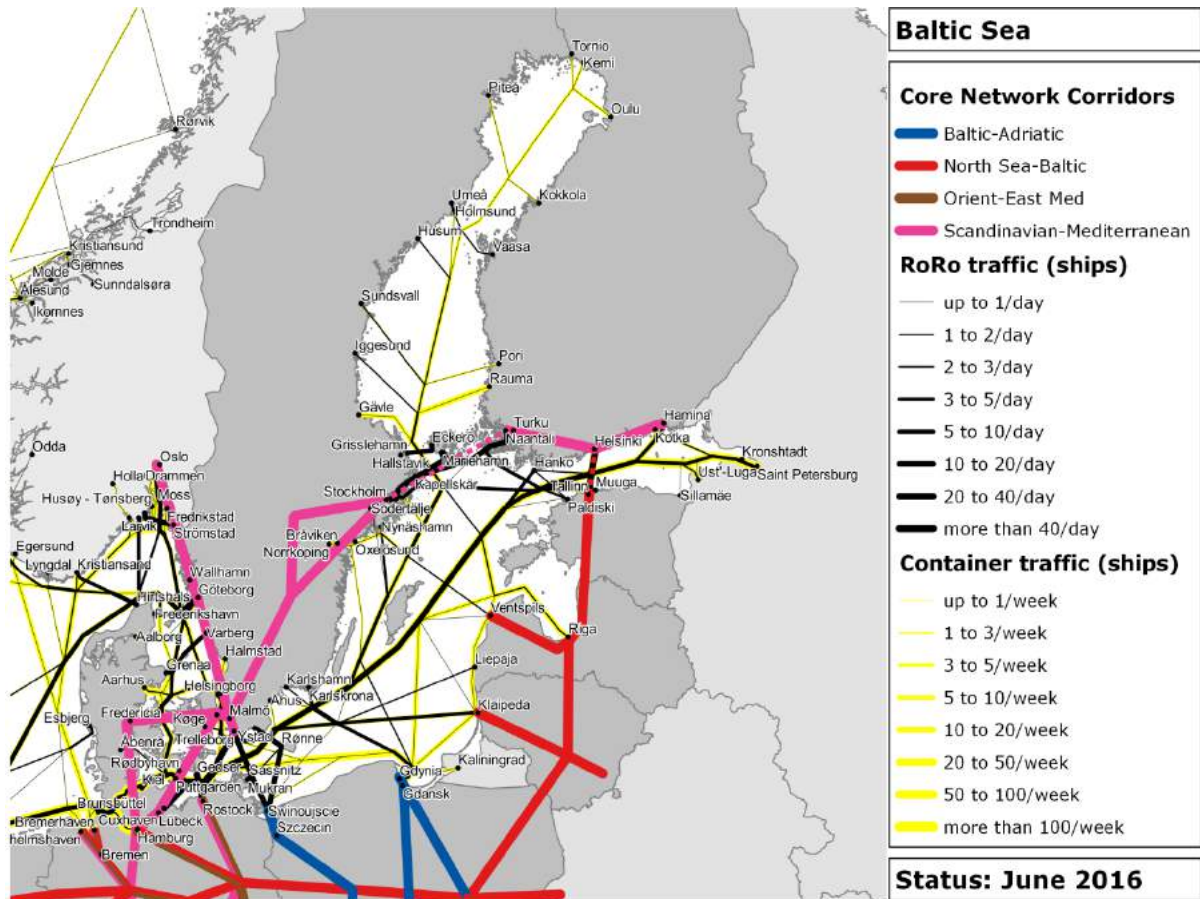 Baltic Sea
Core Network Corridors
Baltic-Adriatic
North Sea-Baltic
Orient-East Med
Scandinavian-Mediterranean
RoRo traffic (ships)
up to 1/day
1 to 2/day
2 to 3/day
3 to 5/day
5 to 10/day
10 to 20/day
20 to 40/day
more than 40/day
Container traffic (ships)
up to 1/week
1 to 3/week
3 to 5/week
5 to 10/week
10 to 20/week
20 to 50/week
50 to 100/week
more than 100/week
Status: June 2016
Tornio
Kemi
Piteå
Oulu
Rørvik
Umeå
Holmsund
Kokkola
Trondheim
Husum
Vaasa
Kristiansund
Gjemnes
Molde
Sunndalsøra
Ålesund
Ikornnes
Sundsvall
Iggesund
Pori
Rauma
Gävle
Turku
Naantali
Hamina
Kotka
Helsinki
Eckerö
Grisslehamn
Hallstavik
Mariehamn
Hanko
Kronshtadt
Ust'-Luga
Saint Petersburg
Odda
Oslo
Holla
Drammen
Moss
Husøy - Tønsberg
Fredrikstad
Larvik
Strömstad
Kapellskär
Stockholm
Södertälje
Tallinn
Muuga
Paldiski
Sillamäe
Nynäshamn
Bråviken
Norrkoping
Oxelösund
Egersund
Lyngdal
Kristiansand
Wallhamn
Göteborg
Hirtshals
Frederikshavn
Ventspils
Riga
Aalborg
Varberg
Halmstad
Grenaa
Liepaja
Aarhus
Helsingborg
Karlshamn
Karlskrona
Åhus
Klaipeda
Esbjerg
Fredericia
Køge
Malmö
Ystad
Rønne
Trelleborg
Åbenrå
Rødbyhavn
Gedser
Sassnitz
Kaliningrad
Gdynia
Gdansk
Kiel
Puttgarden
Mukran
Brunsbüttel
Rostock
Swinoujscie
Bremerhaven
Cuxhaven
Lübeck
Szczecin
helmshaven
Hamburg
Bremen